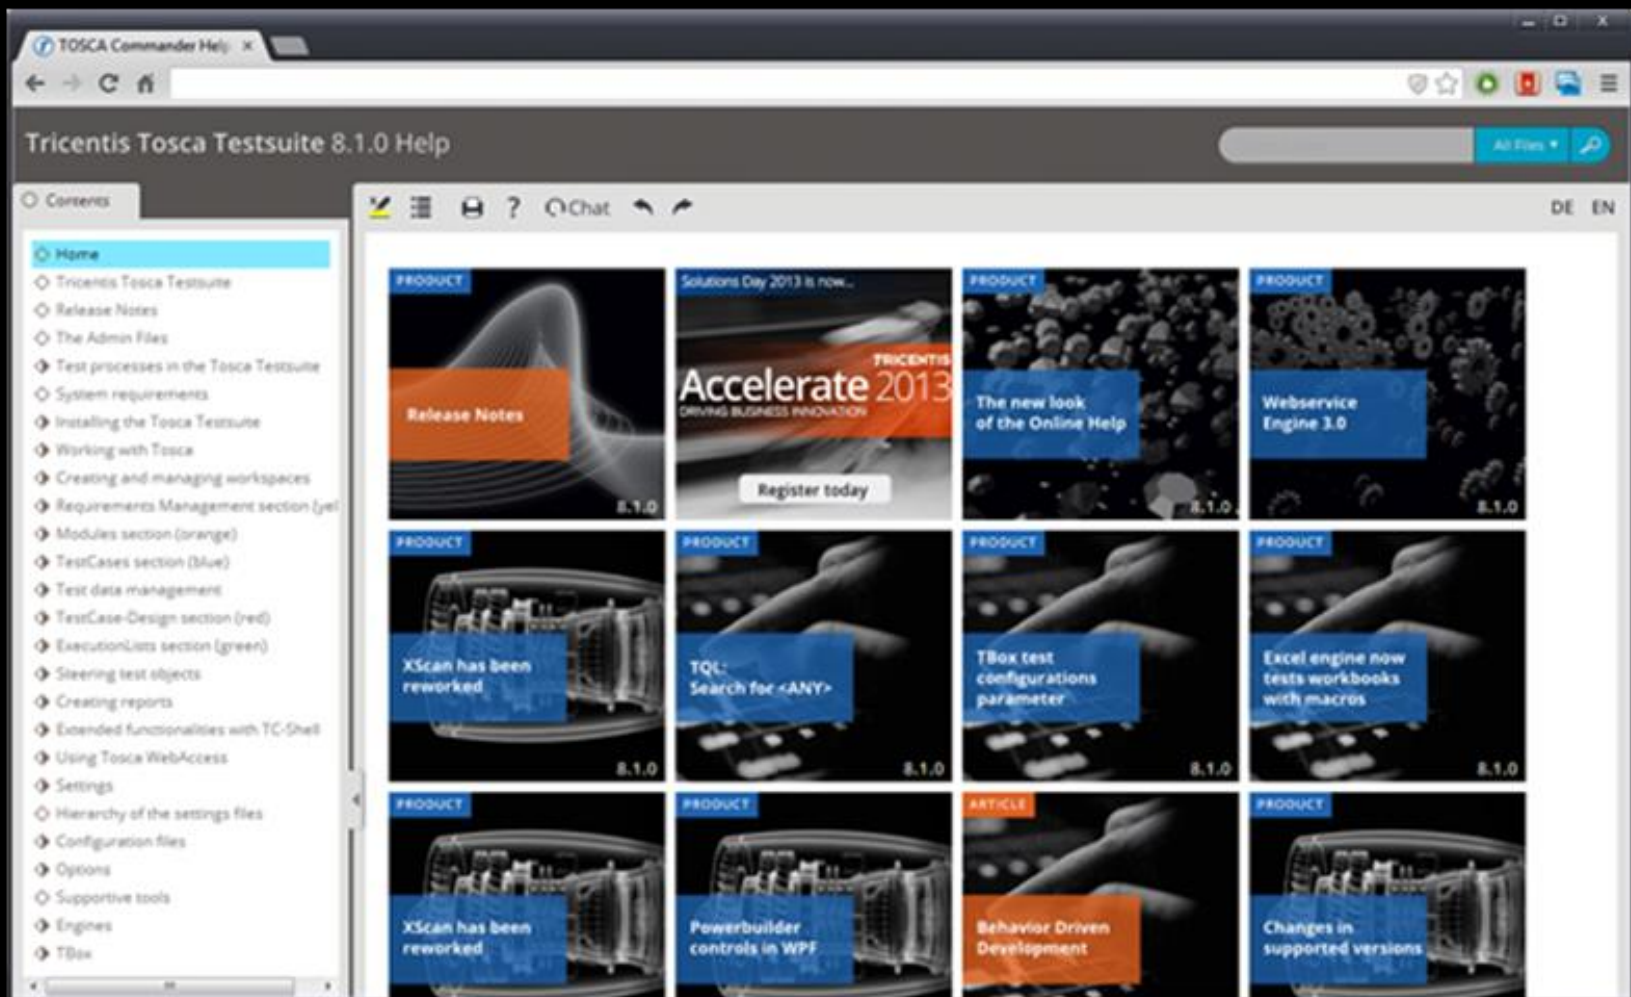 TOSCA Commander Help
Tricentis Tosca Testsuite 8.1.0 Help
All Files
Contents
? Chat
DE EN
Home
Tricentis Tosca Testsuite
Release Notes
The Admin Files
Test processes in the Tosca Testsuite
System requirements
Installing the Tosca Testsuite
Working with Tosca
Creating and managing workspaces
Requirements Management section (yel
Modules section (orange)
TestCases section (blue)
Test data management
TestCase-Design section (red)
ExecutionLists section (green)
Steering test objects
Creating reports
Extended functionalities with TC-Shell
Using Tosca WebAccess
Settings
Hierarchy of the settings files
Configuration files
Options
Supportive tools
Engines
TBox
PRODUCT
Release Notes
8.1.0
Solutions Day 2013 is now...
TRICENTIS
Accelerate 2013
DRIVING BUSINESS INNOVATION
Register today
PRODUCT
The new look
of the Online Help
8.1.0
PRODUCT
Webservice
Engine 3.0
8.1.0
PRODUCT
XScan has been
reworked
8.1.0
PRODUCT
TQL:
Search for <ANY>
8.1.0
PRODUCT
TBox test
configurations
parameter
8.1.0
PRODUCT
Excel engine now
tests workbooks
with macros
8.1.0
PRODUCT
XScan has been
reworked
PRODUCT
Powerbuilder
controls in WPF
ARTICLE
Behavior Driven
Development
PRODUCT
Changes in
supported versions